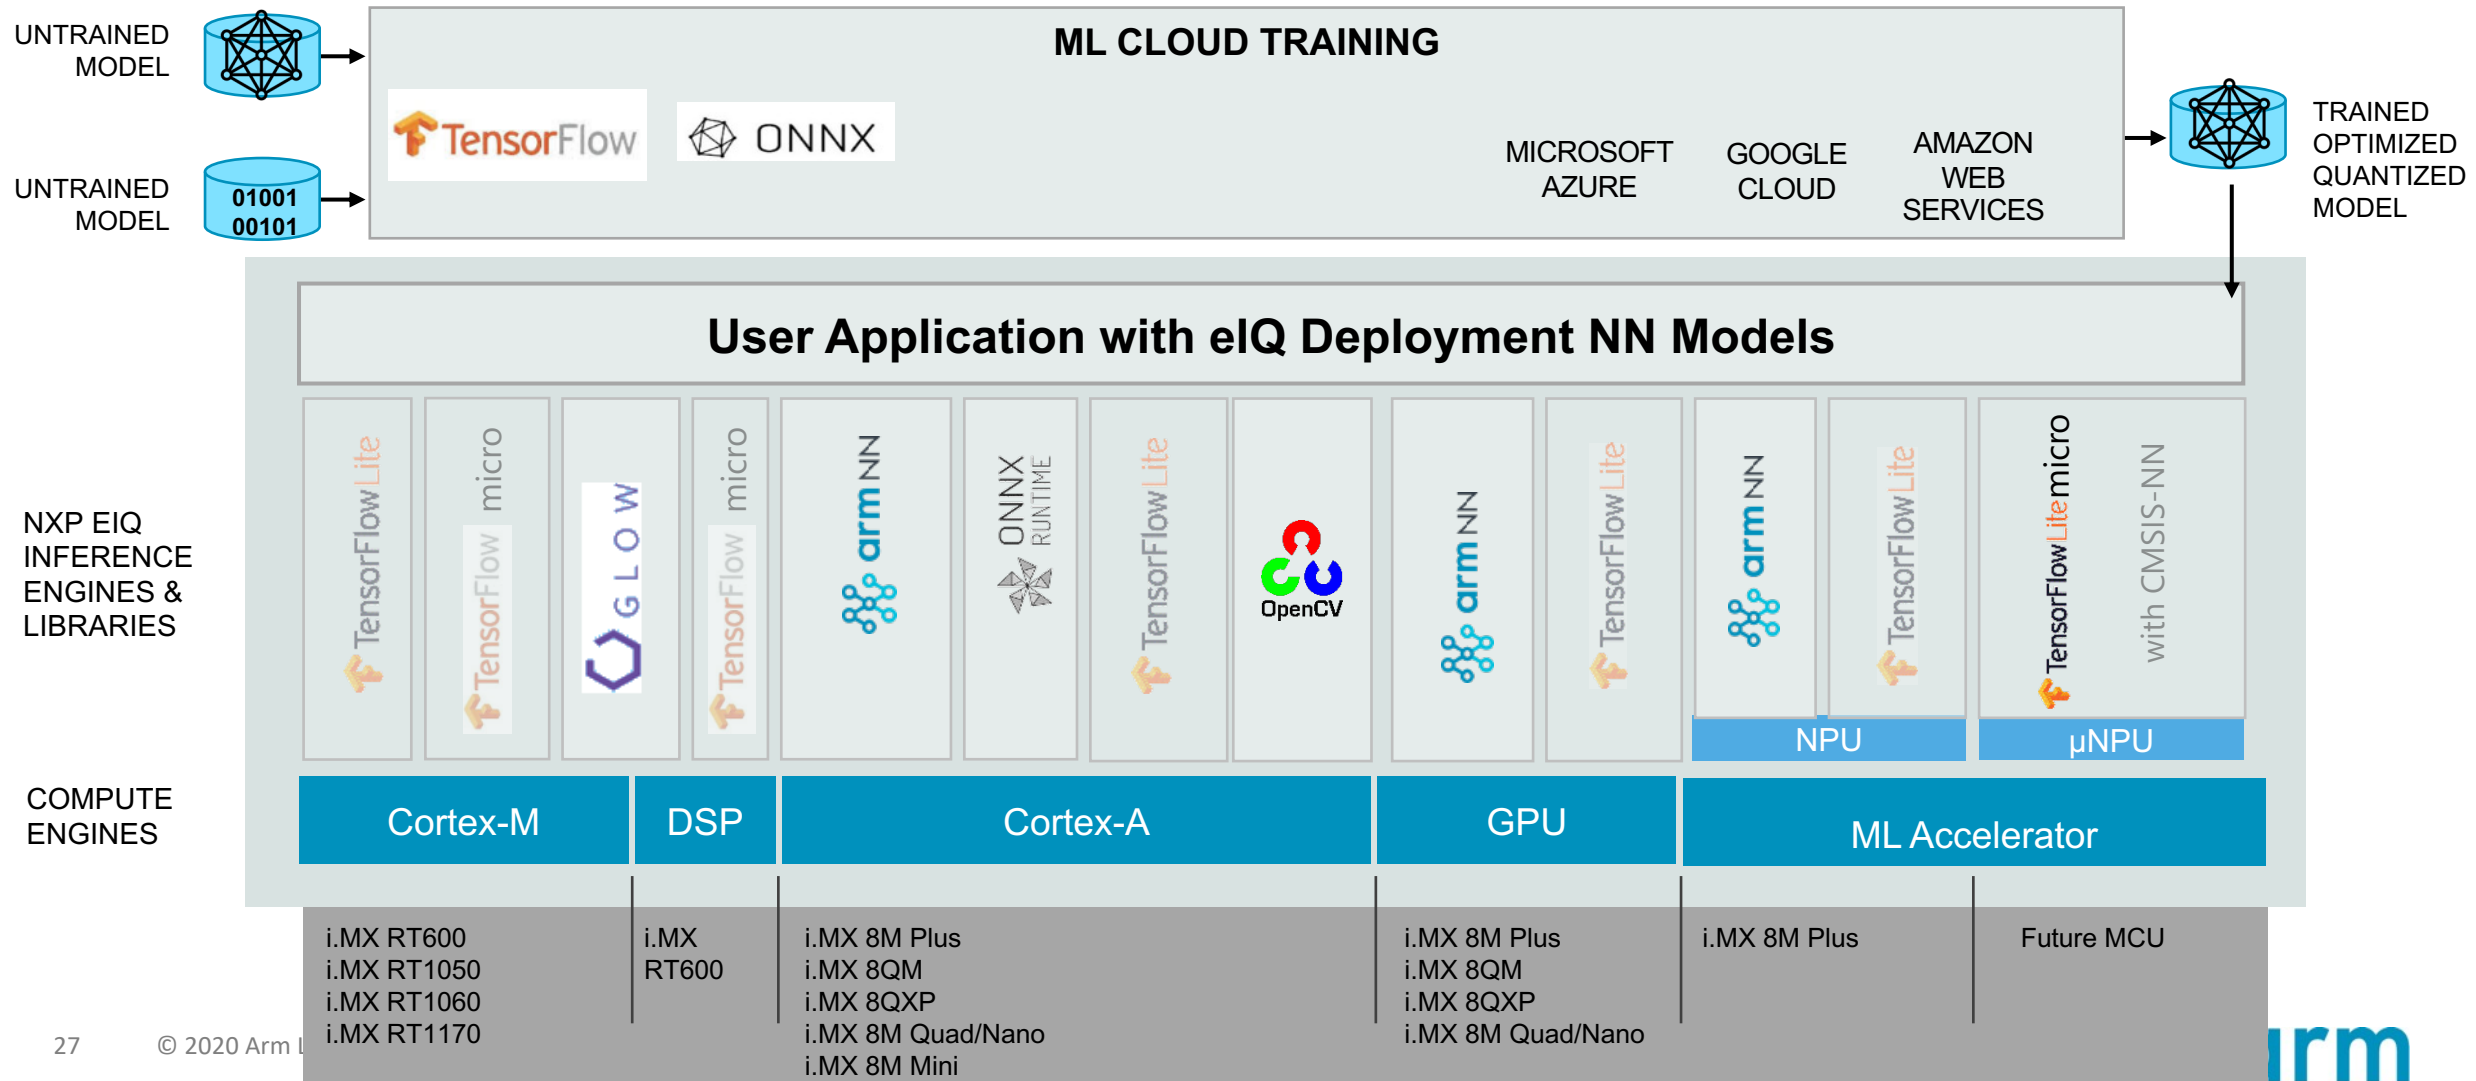 UNTRAINED
MODEL
ML CLOUD TRAINING
TensorFlow
ONNX
MICROSOFT
AZURE
GOOGLE
CLOUD
AMAZON
WEB
SERVICES
TRAINED
OPTIMIZED
QUANTIZED
MODEL
UNTRAINED
MODEL
01001
00101
User Application with eIQ Deployment NN Models
NXP EIQ
INFERENCE
ENGINES &
LIBRARIES
TensorFlow Lite
TensorFlow micro
GLOW
TensorFlow micro
arm NN
ONNX
RUNTIME
TensorFlow Lite
OpenCV
arm NN
TensorFlow Lite
arm NN
TensorFlow Lite
TensorFlow Lite micro
with CMSIS-NN
NPU
µNPU
COMPUTE
ENGINES
Cortex-M
DSP
Cortex-A
GPU
ML Accelerator
i.MX RT600
i.MX RT1050
i.MX RT1060
i.MX RT1170
i.MX
RT600
i.MX 8M Plus
i.MX 8QM
i.MX 8QXP
i.MX 8M Quad/Nano
i.MX 8M Mini
i.MX 8M Plus
i.MX 8QM
i.MX 8QXP
i.MX 8M Quad/Nano
i.MX 8M Plus
Future MCU
27
© 2020 Arm
arm